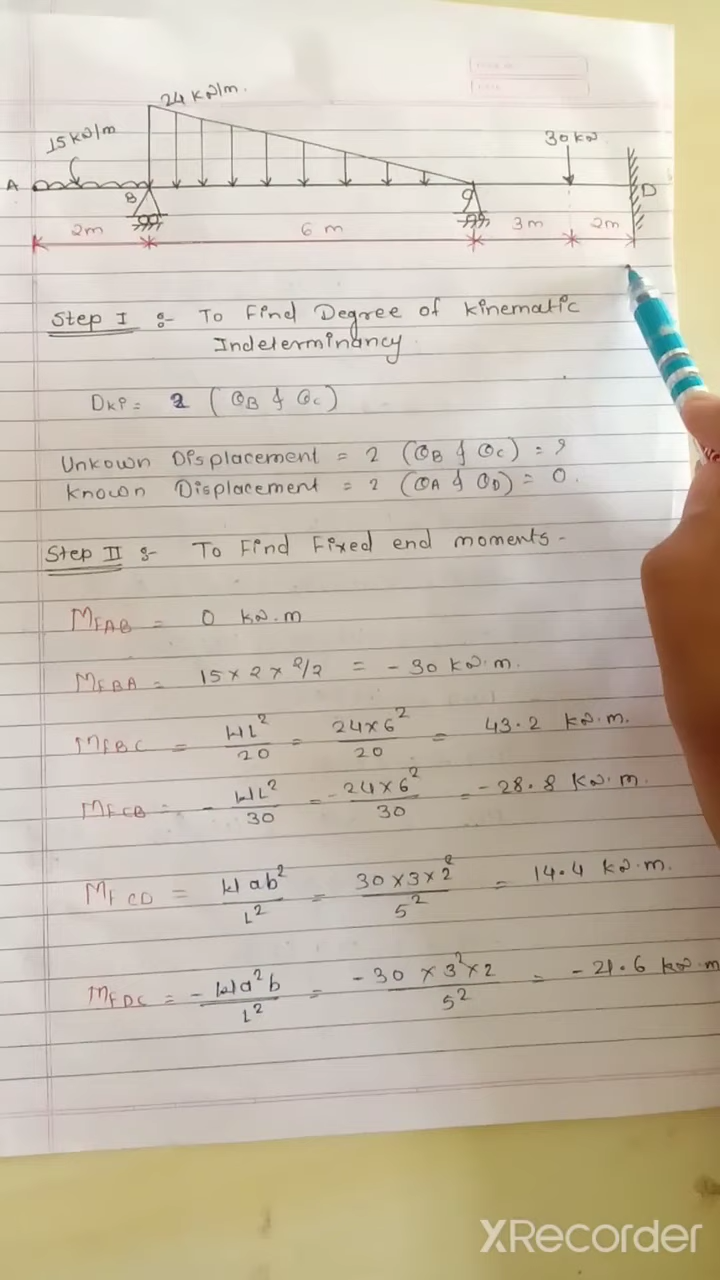 24 kN/m.
15 kN/m
30 kN
A
B
C
D
2m
6 m
3 m
2m
Step I :- To Find Degree of Kinematic
Indeterminancy.
Dki = 2 ( θB & θC )
Unkown Displacement = 2 (θB & θC) = ?
Known Displacement = 2 (θA & θD) = 0.
Step II :- To Find Fixed end moments -
MFAB = 0 kN.m
MFBA = 15 × 2 × 2/2 = - 30 kN.m.
MFBC = WL²/20 = 24×6²/20 = 43.2 kN.m.
MFCB = - WL²/30 = -24×6²/30 = -28.8 kN.m.
MFCD = Wab²/L² = 30×3×2²/5² = 14.4 kN.m.
MFDC = - Wa²b/L² = -30 × 3²×2/5² = - 21.6 kN.m
XRecorder